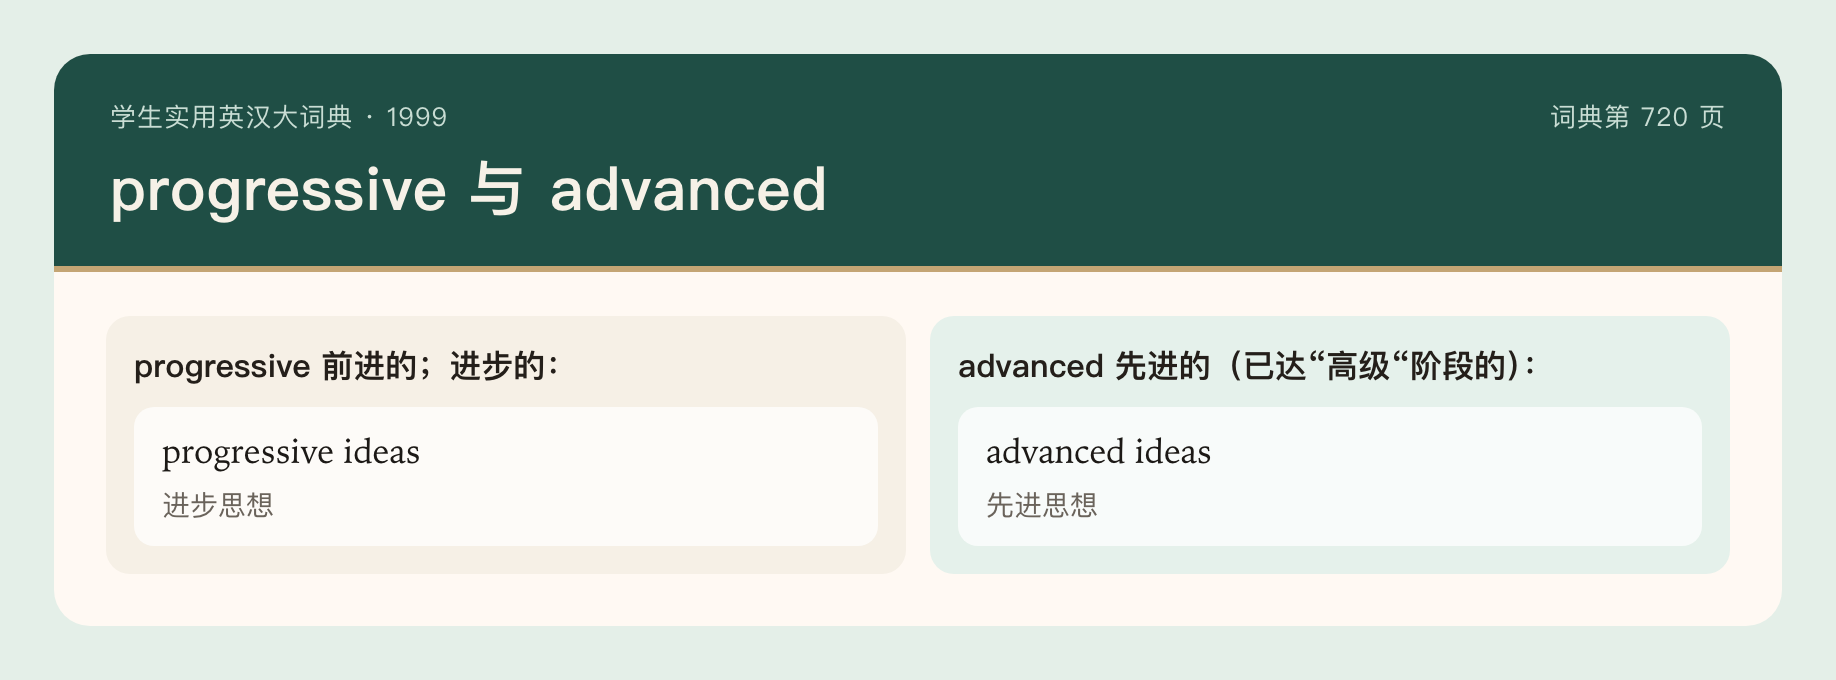 学生实用英汉大词典 · 1999
词典第 720 页
progressive 与 advanced
progressive 前进的；进步的：
progressive ideas
进步思想
advanced 先进的（已达“高级“阶段的）：
advanced ideas
先进思想